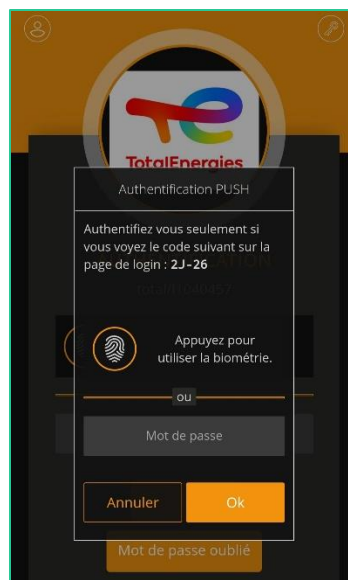 TotalEnergies
Authentification PUSH
Authentifiez vous seulement si
vous voyez le code suivant sur la
page de login : 2J-26
Appuyez pour
utiliser la biométrie.
ou
Mot de passe
Annuler
Ok
Mot de passe oublié